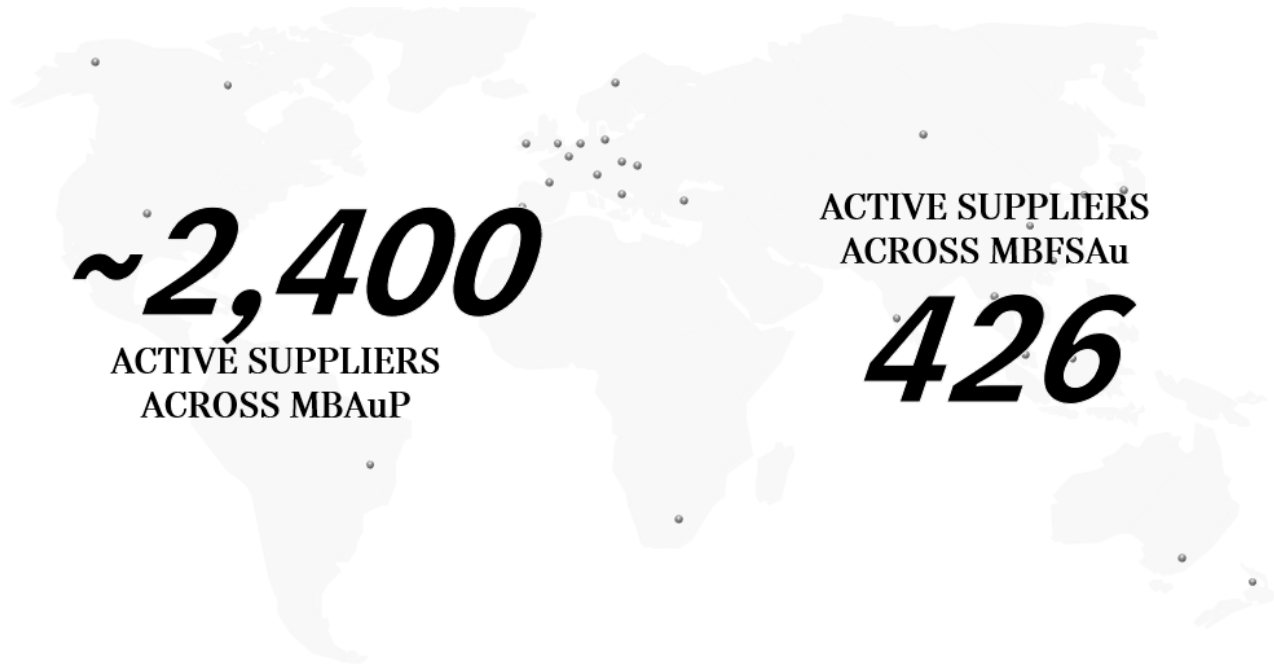 ~2,400
ACTIVE SUPPLIERS
ACROSS MBAuP
ACTIVE SUPPLIERS
ACROSS MBFSAu
426